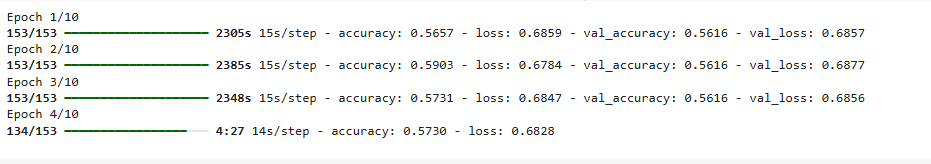 Epoch 1/10
153/153 2305s 15s/step - accuracy: 0.5657 - loss: 0.6859 - val_accuracy: 0.5616 - val_loss: 0.6857
Epoch 2/10
153/153 2385s 15s/step - accuracy: 0.5903 - loss: 0.6784 - val_accuracy: 0.5616 - val_loss: 0.6877
Epoch 3/10
153/153 2348s 15s/step - accuracy: 0.5731 - loss: 0.6847 - val_accuracy: 0.5616 - val_loss: 0.6856
Epoch 4/10
134/153 4:27 14s/step - accuracy: 0.5730 - loss: 0.6828